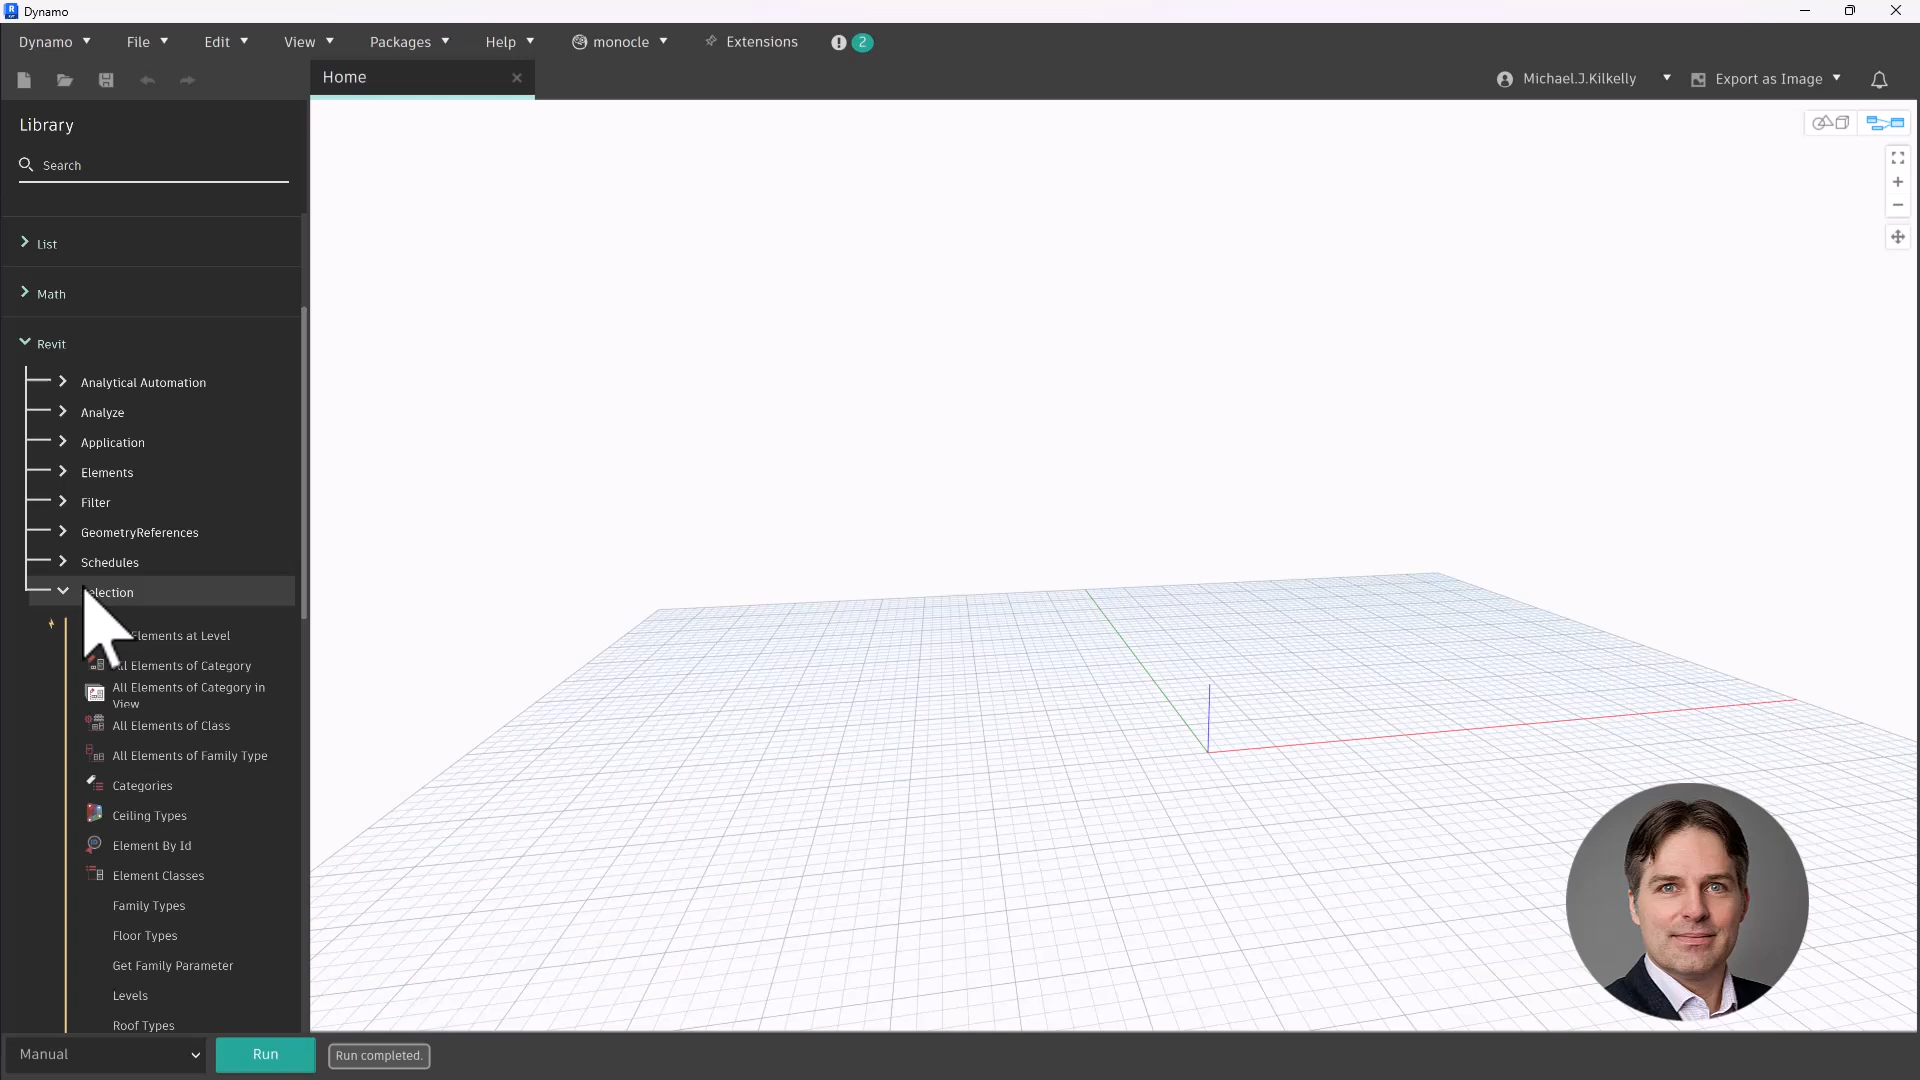 Dynamo
Dynamo
File
Edit
View
Packages
Help
monocle
Extensions
2
Home
Michael.J.Kilkelly
Export as Image
Library
Search
List
Math
Revit
Analytical Automation
Analyze
Application
Elements
Filter
GeometryReferences
Schedules
Elements at Level
Elements of Category
All Elements of Category in
View
All Elements of Class
All Elements of Family Type
Categories
Ceiling Types
Element By Id
Element Classes
Family Types
Floor Types
Get Family Parameter
Levels
Roof Types
Manual
Run
Run completed.